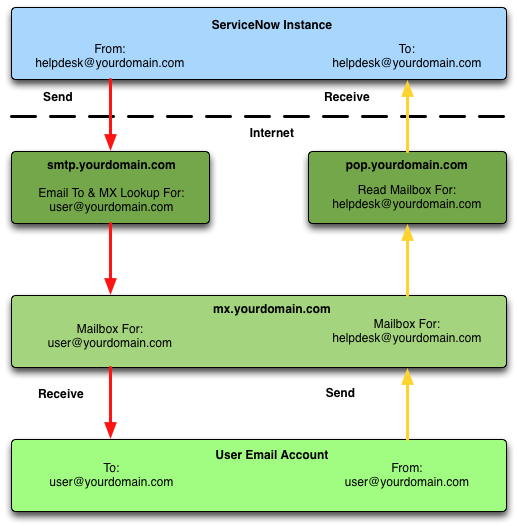 ServiceNow Instance
From:
helpdesk@yourdomain.com
To:
helpdesk@yourdomain.com
Send
Receive
Internet
smtp.yourdomain.com
Email To & MX Lookup For:
user@yourdomain.com
pop.yourdomain.com
Read Mailbox For:
helpdesk@yourdomain.com
mx.yourdomain.com
Mailbox For:
user@yourdomain.com
Mailbox For:
helpdesk@yourdomain.com
Receive
Send
User Email Account
To:
user@yourdomain.com
From:
user@yourdomain.com